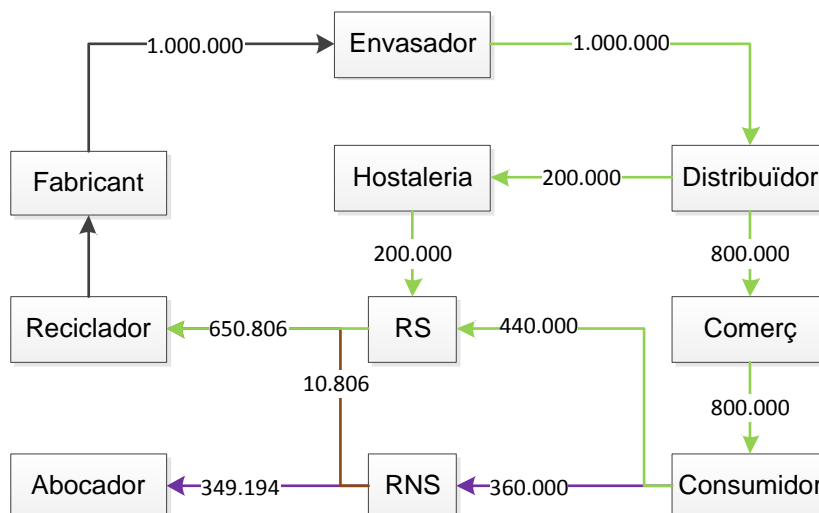 Envasador
1.000.000
1.000.000
Fabricant
Hostaleria
200.000
Distribuïdor
200.000
800.000
Reciclador
650.806
RS
440.000
Comerç
10.806
800.000
Abocador
349.194
RNS
360.000
Consumidor